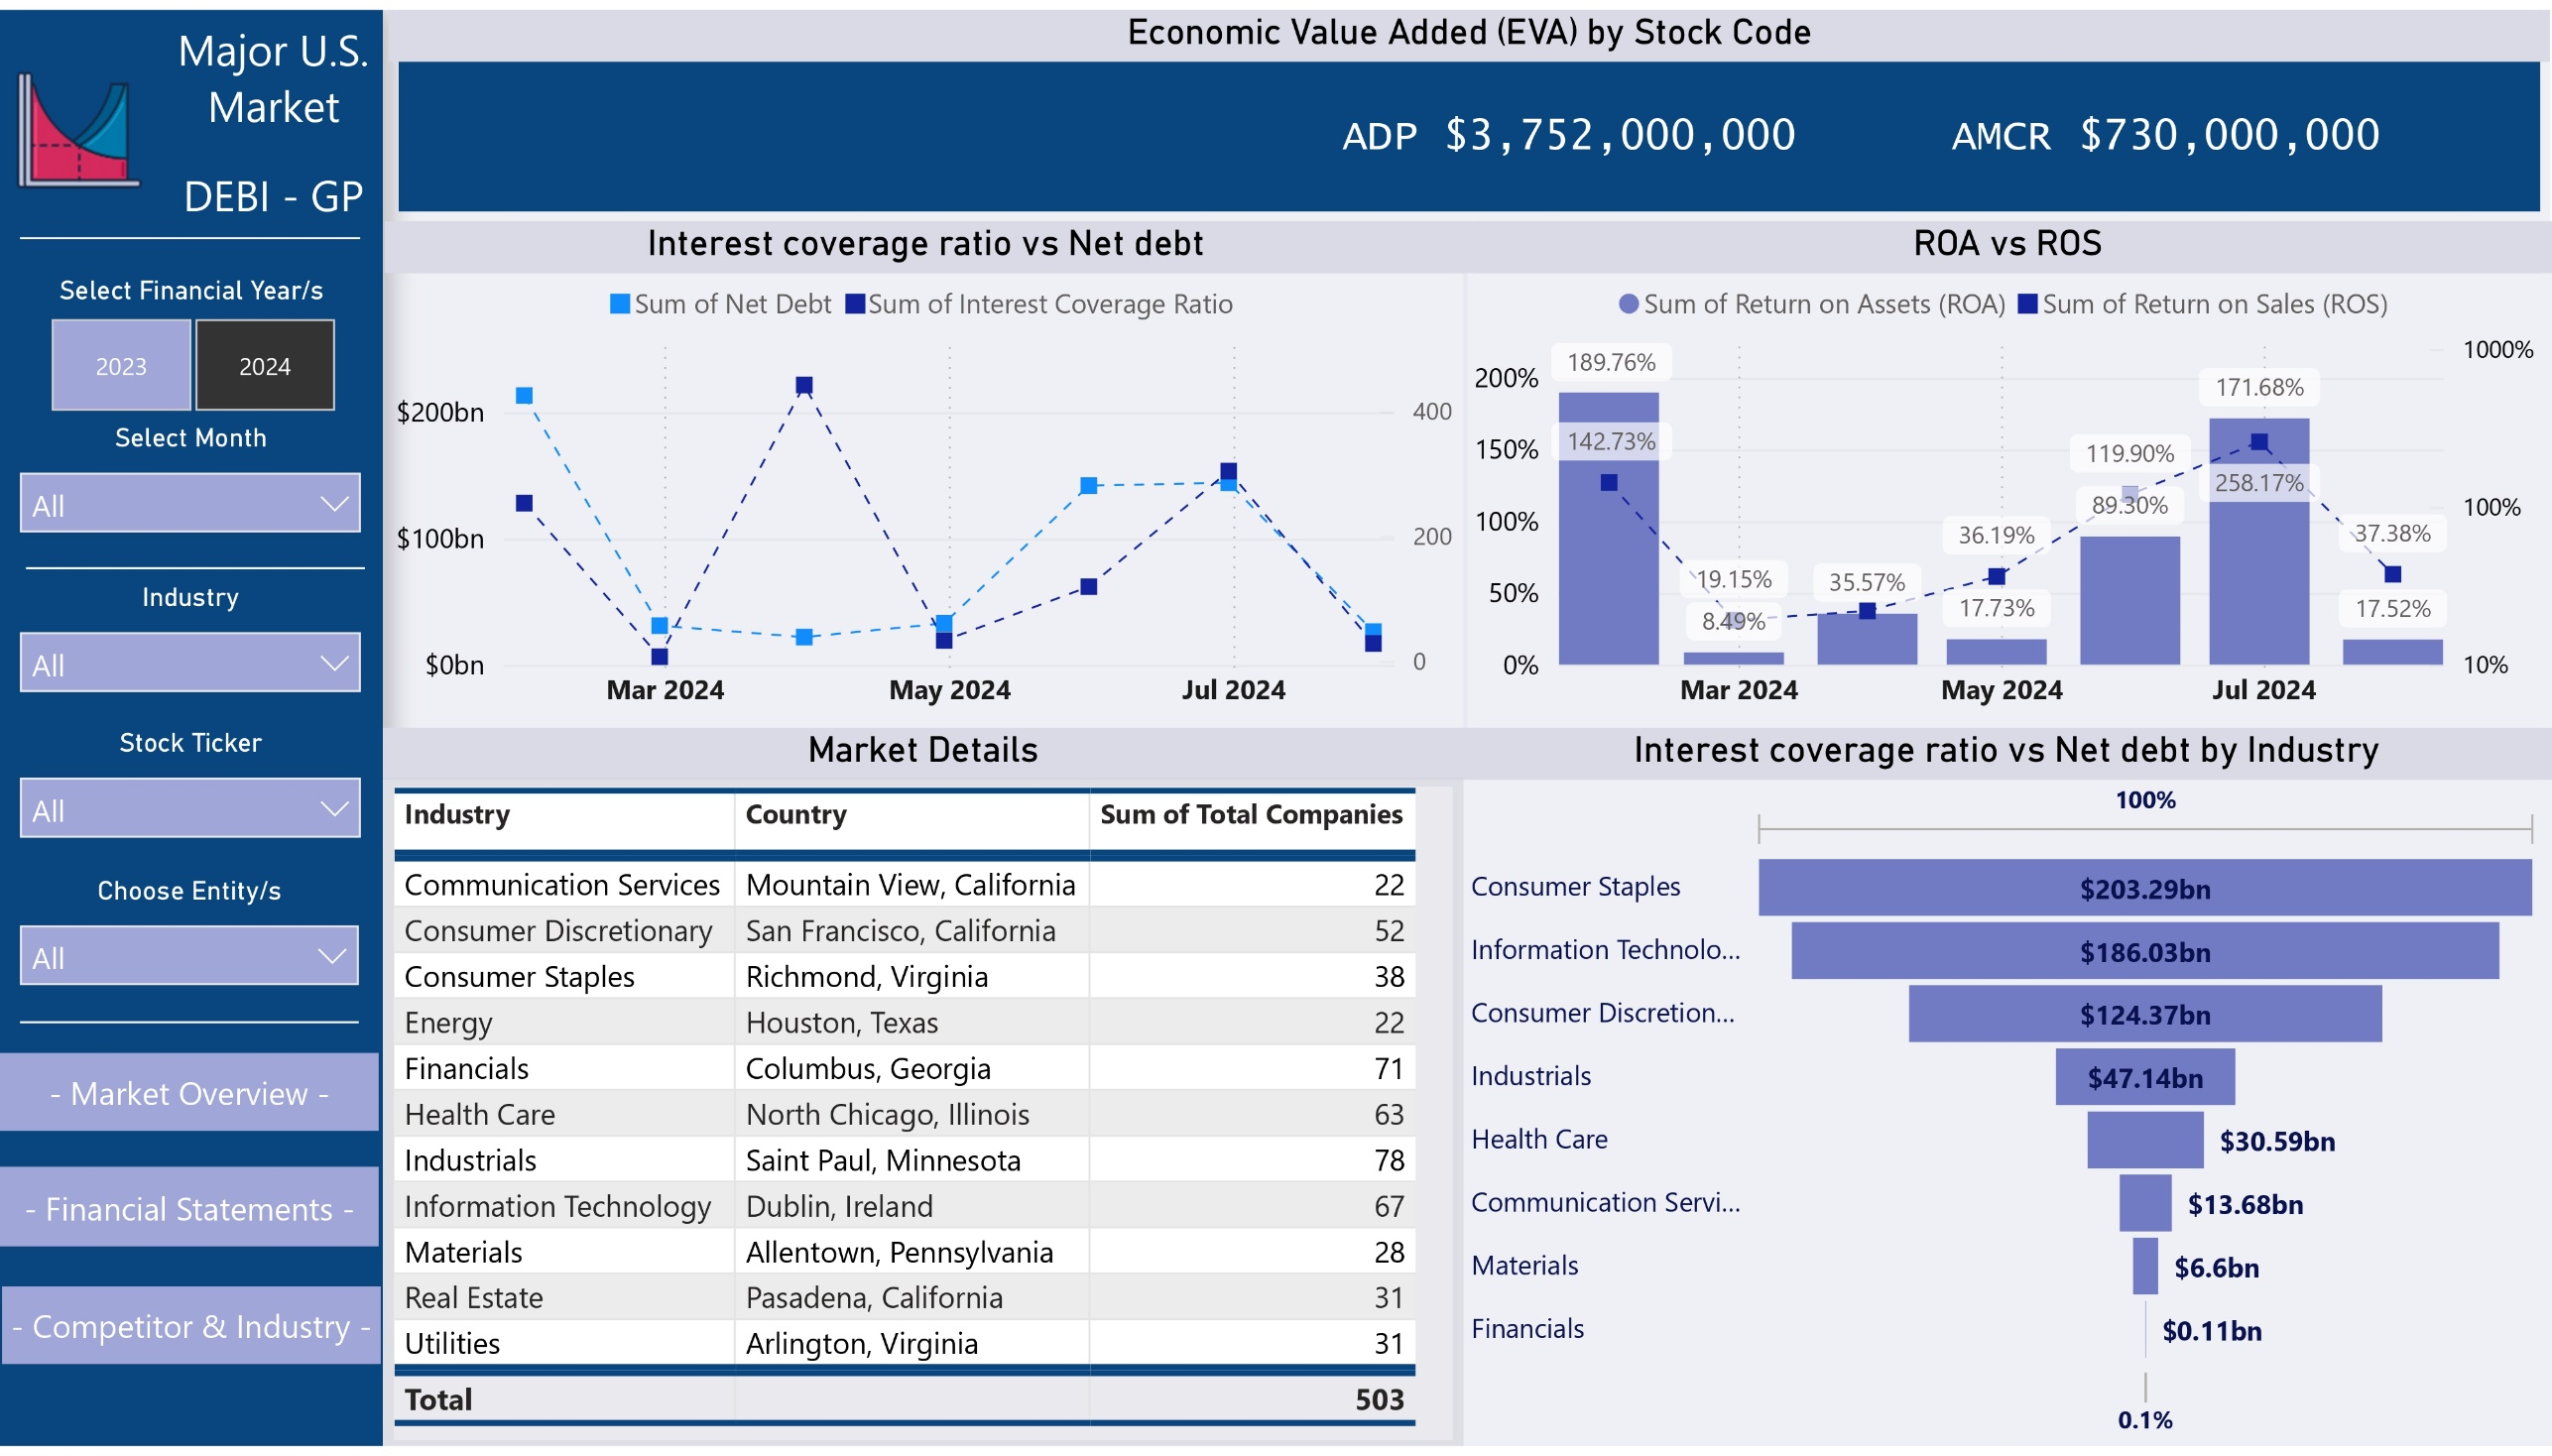 Major U.S.
Market
DEBI - GP
Select Financial Year/s
2023 2024
Select Month
All
Industry
All
Stock Ticker
All
Choose Entity/s
All
- Market Overview -
- Financial Statements -
- Competitor & Industry -
Economic Value Added (EVA) by Stock Code
ADP $3,752,000,000 AMCR $730,000,000
Interest coverage ratio vs Net debt
Sum of Net Debt Sum of Interest Coverage Ratio
$200bn 400
$100bn 200
$0bn 0
Mar 2024 May 2024 Jul 2024
ROA vs ROS
Sum of Return on Assets (ROA) Sum of Return on Sales (ROS)
1000%
189.76%
200%
171.68%
142.73%
150%
119.90%
258.17%
89.30%
100%
100%
36.19%
37.38%
19.15%
35.57%
50%
17.73%
17.52%
8.49%
0%
10%
Mar 2024 May 2024 Jul 2024
Market Details
Industry Country Sum of Total Companies
Communication Services Mountain View, California 22
Consumer Discretionary San Francisco, California 52
Consumer Staples Richmond, Virginia 38
Energy Houston, Texas 22
Financials Columbus, Georgia 71
Health Care North Chicago, Illinois 63
Industrials Saint Paul, Minnesota 78
Information Technology Dublin, Ireland 67
Materials Allentown, Pennsylvania 28
Real Estate Pasadena, California 31
Utilities Arlington, Virginia 31
Total 503
Interest coverage ratio vs Net debt by Industry
100%
Consumer Staples $203.29bn
Information Technolo... $186.03bn
Consumer Discretion... $124.37bn
Industrials $47.14bn
Health Care $30.59bn
Communication Servi... $13.68bn
Materials $6.6bn
Financials $0.11bn
0.1%